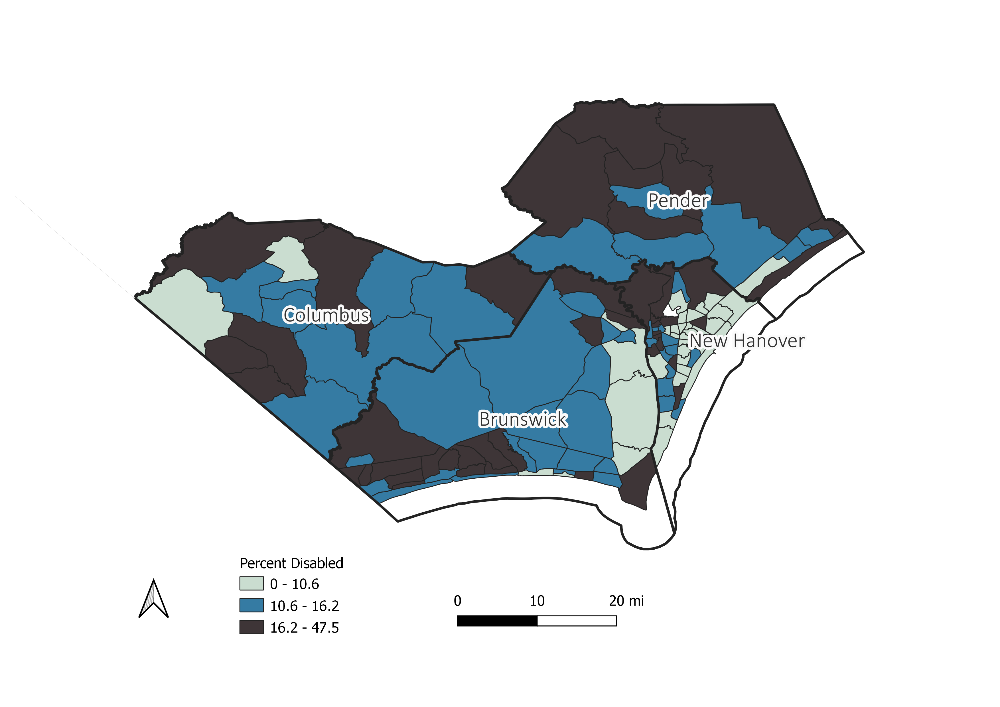 Pender
Columbus
New Hanover
Brunswick
Percent Disabled
0 - 10.6
10.6 - 16.2
16.2 - 47.5
0 10 20 mi